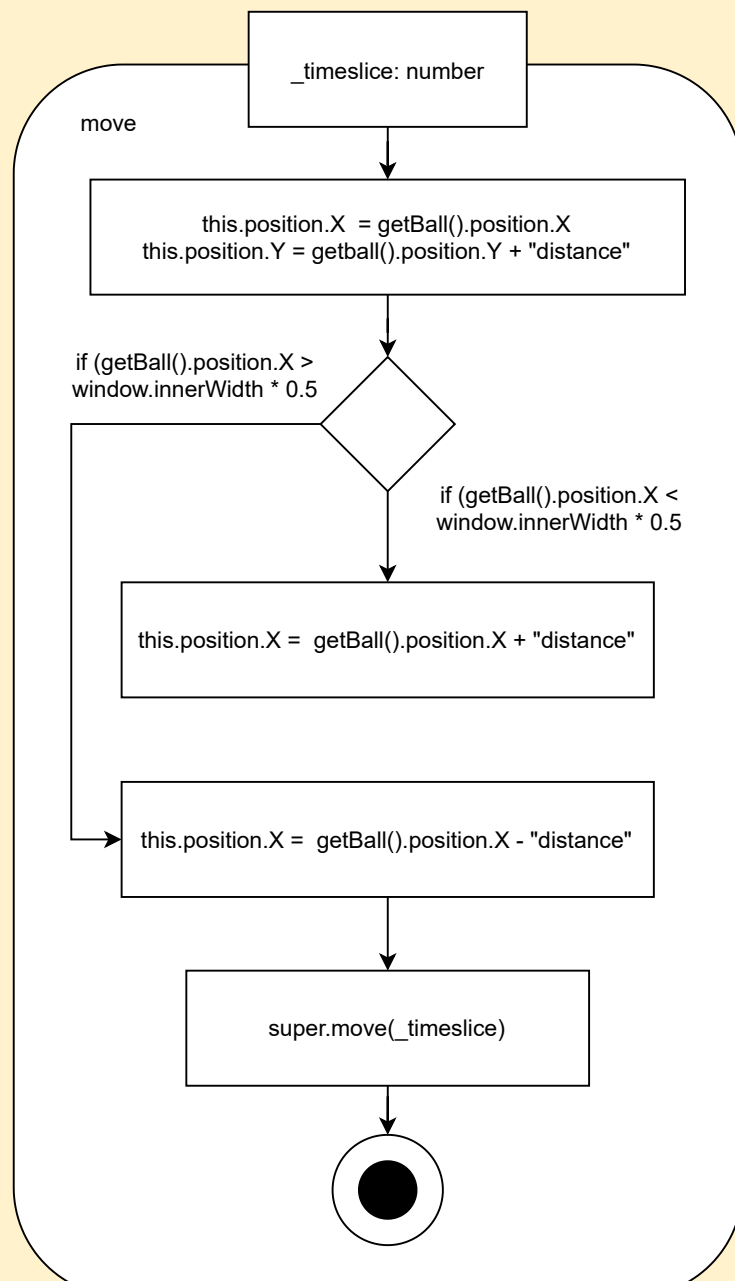 _timeslice: number
move
this.position.X  = getBall().position.X
this.position.Y = getball().position.Y + "distance"
if (getBall().position.X >
window.innerWidth * 0.5
if (getBall().position.X <
window.innerWidth * 0.5
this.position.X =  getBall().position.X + "distance"
this.position.X =  getBall().position.X - "distance"
super.move(_timeslice)